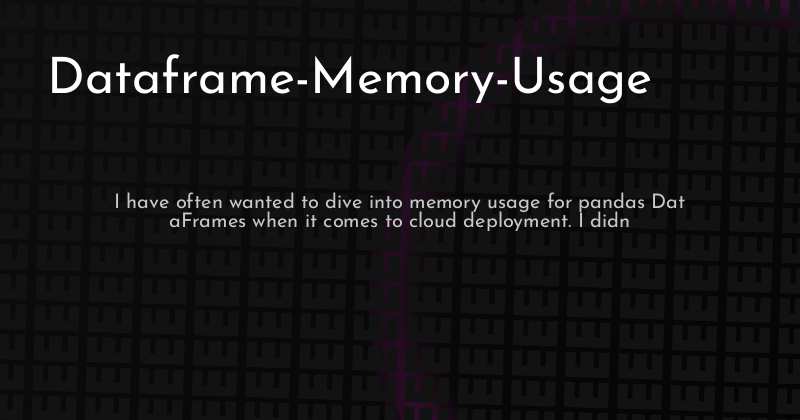 Dataframe-Memory-Usage
I have often wanted to dive into memory usage for pandas Dat
aFrames when it comes to cloud deployment. I didn